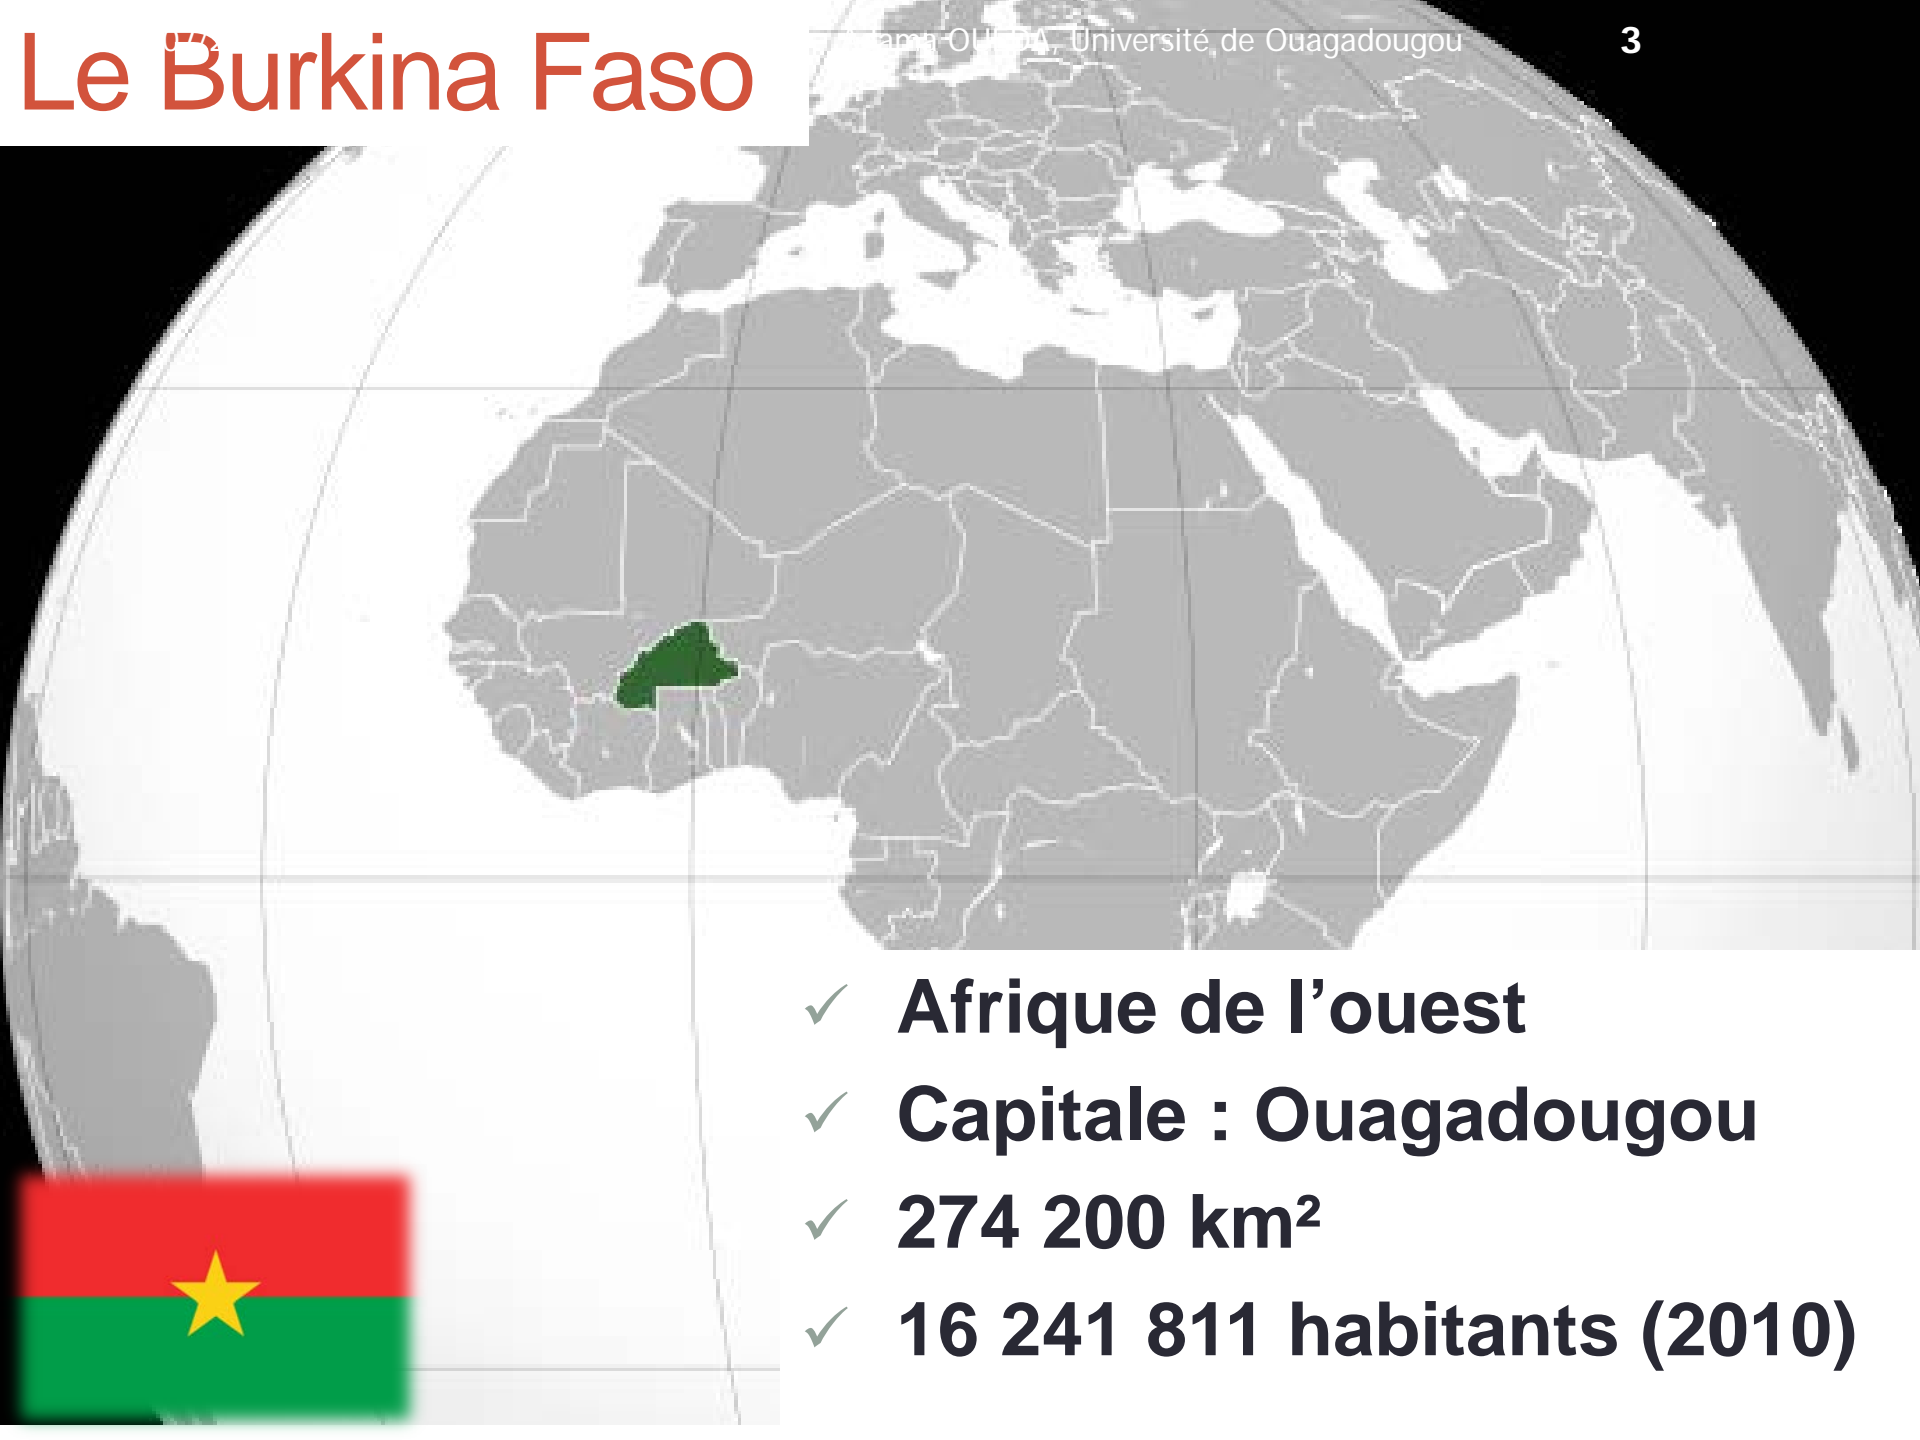 Le Burkina Faso
Université de Ouagadougou
3
Afrique de l’ouest
Capitale : Ouagadougou
274 200 km²
16 241 811 habitants (2010)